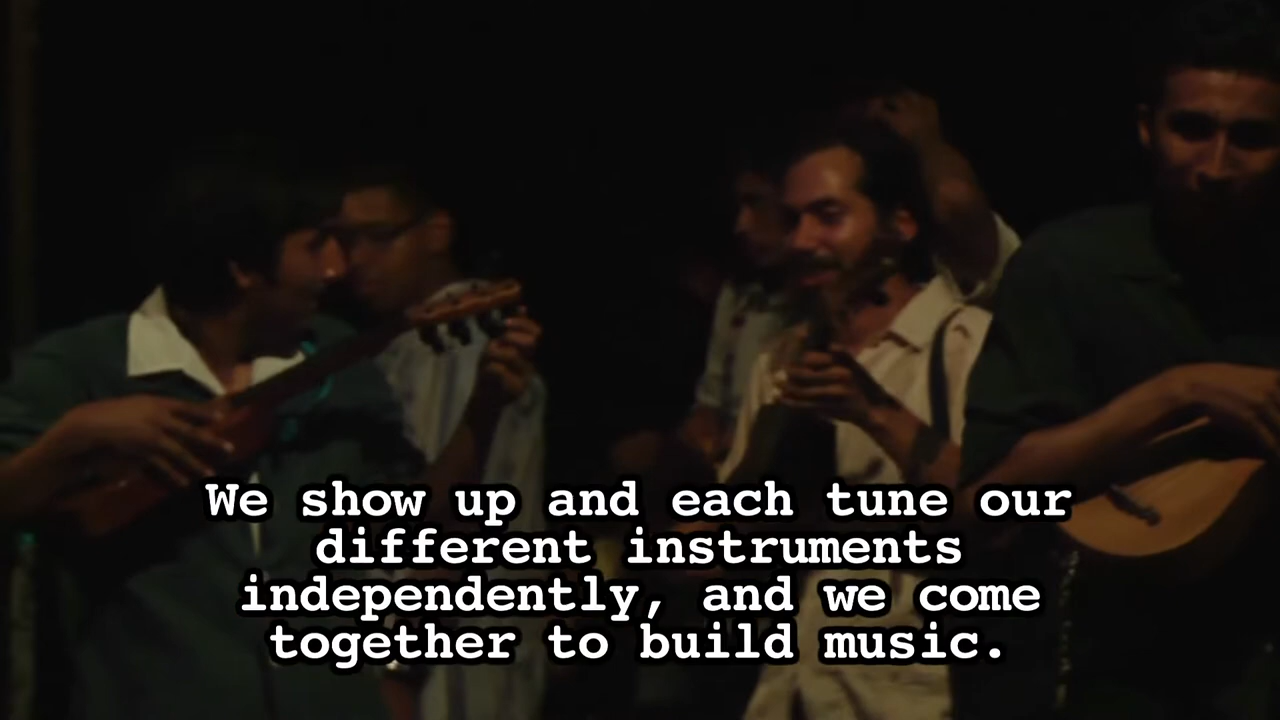 We show up and each tune our
different instruments
independently, and we come
together to build music.